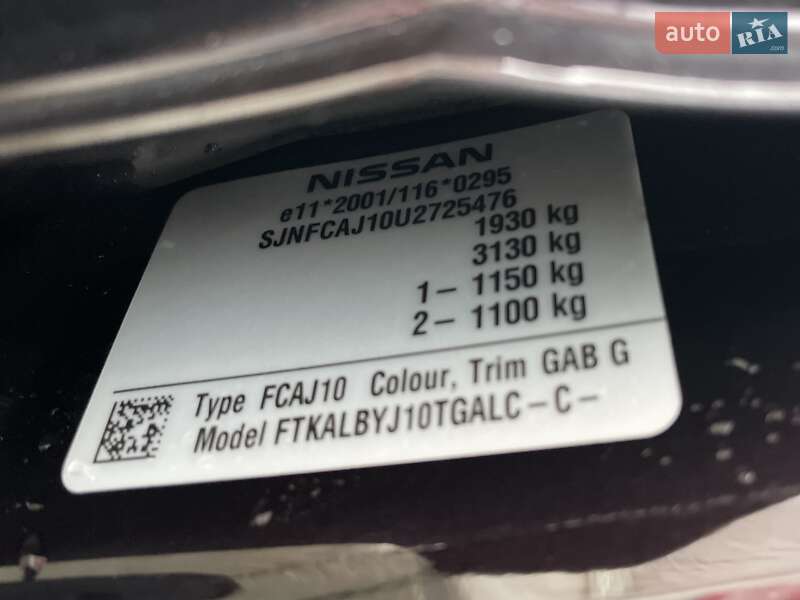 auto RIA.com
NISSAN
e11*2001/116*0295
SJNFCAJ10U2725476
1930 kg
3130 kg
1– 1150 kg
2– 1100 kg
Type FCAJ10 Colour, Trim GAB G
Model FTKALBYJ10TGALC–C–